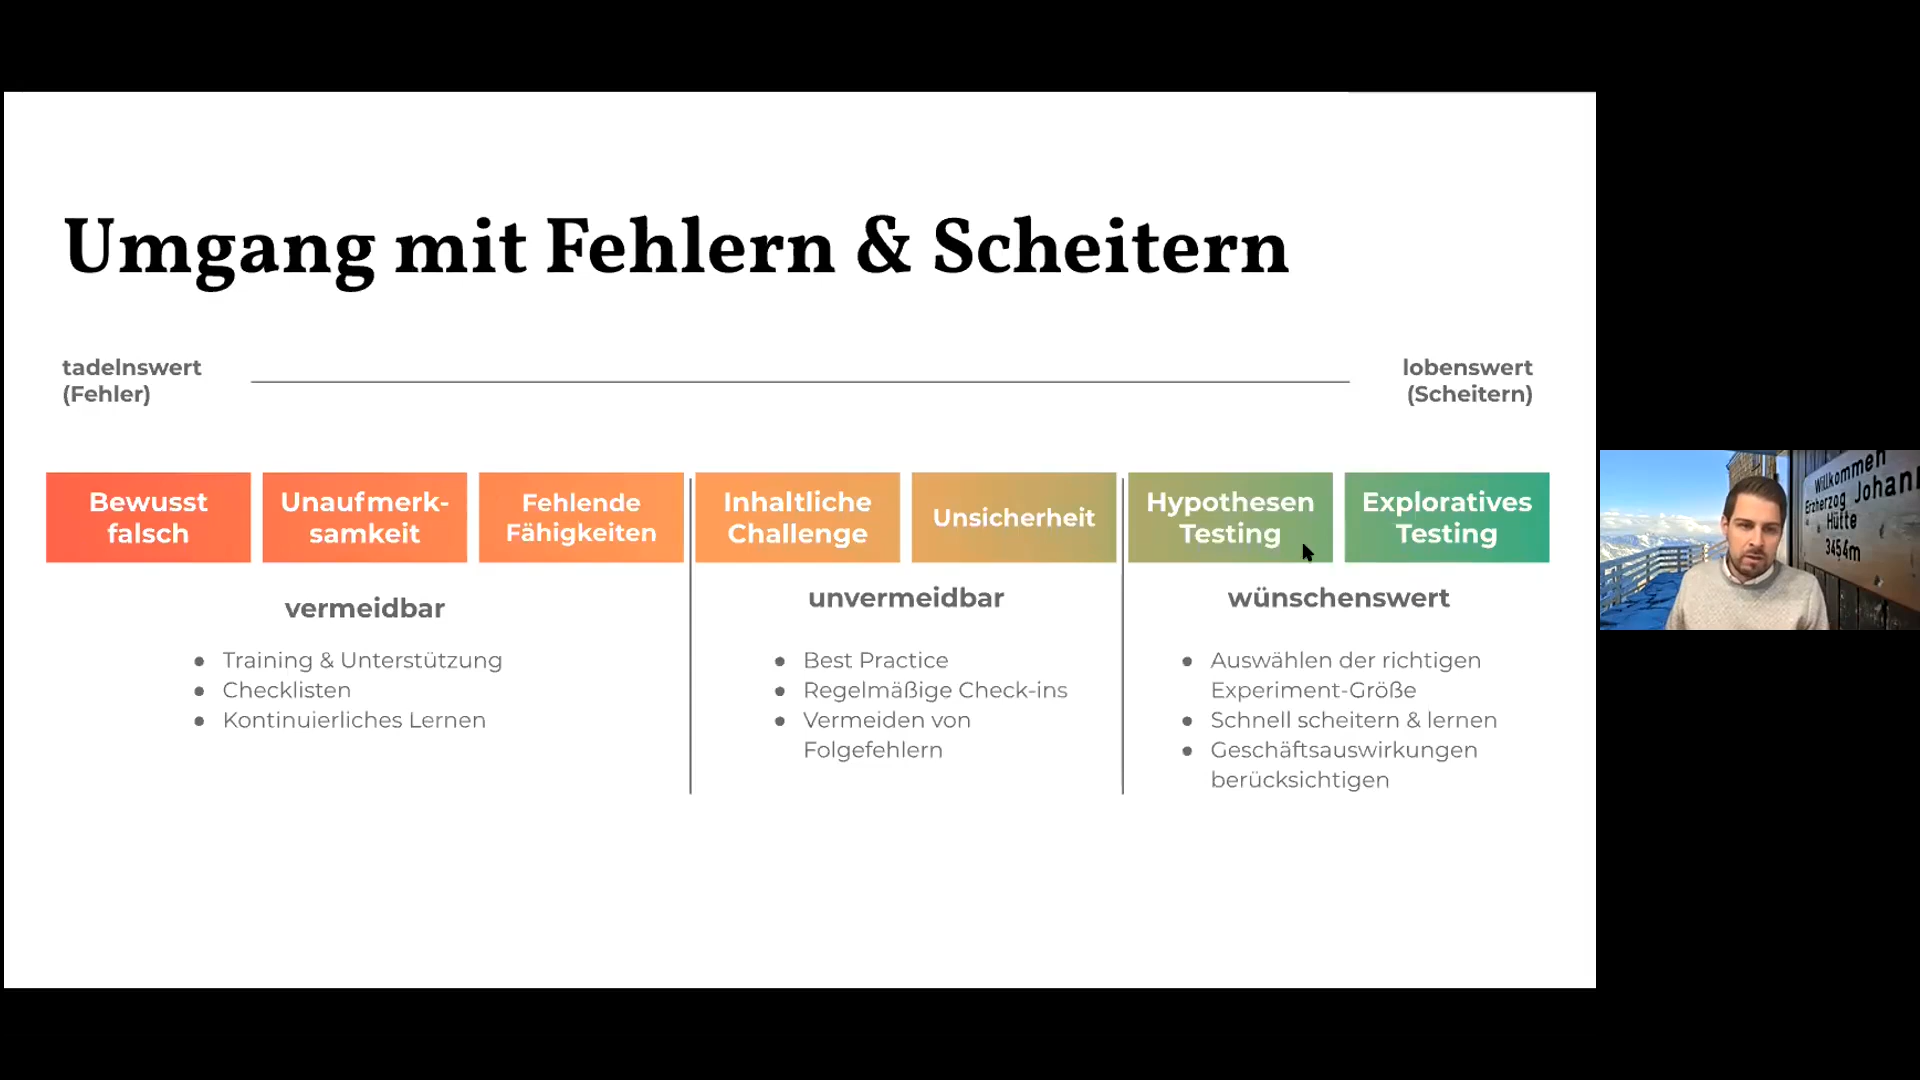 Umgang mit Fehlern & Scheitern
tadelnswert
(Fehler)
lobenswert
(Scheitern)
Bewusst
falsch
Unaufmerk-
samkeit
Fehlende
Fähigkeiten
Inhaltliche
Challenge
Unsicherheit
Hypothesen
Testing
Exploratives
Testing
vermeidbar
● Training & Unterstützung
● Checklisten
● Kontinuierliches Lernen
unvermeidbar
● Best Practice
● Regelmäßige Check-ins
● Vermeiden von
Folgefehlern
wünschenswert
● Auswählen der richtigen
Experiment-Größe
● Schnell scheitern & lernen
● Geschäftsauswirkungen
berücksichtigen
Willkommen
Erzherzog Johann
Hütte
3454m